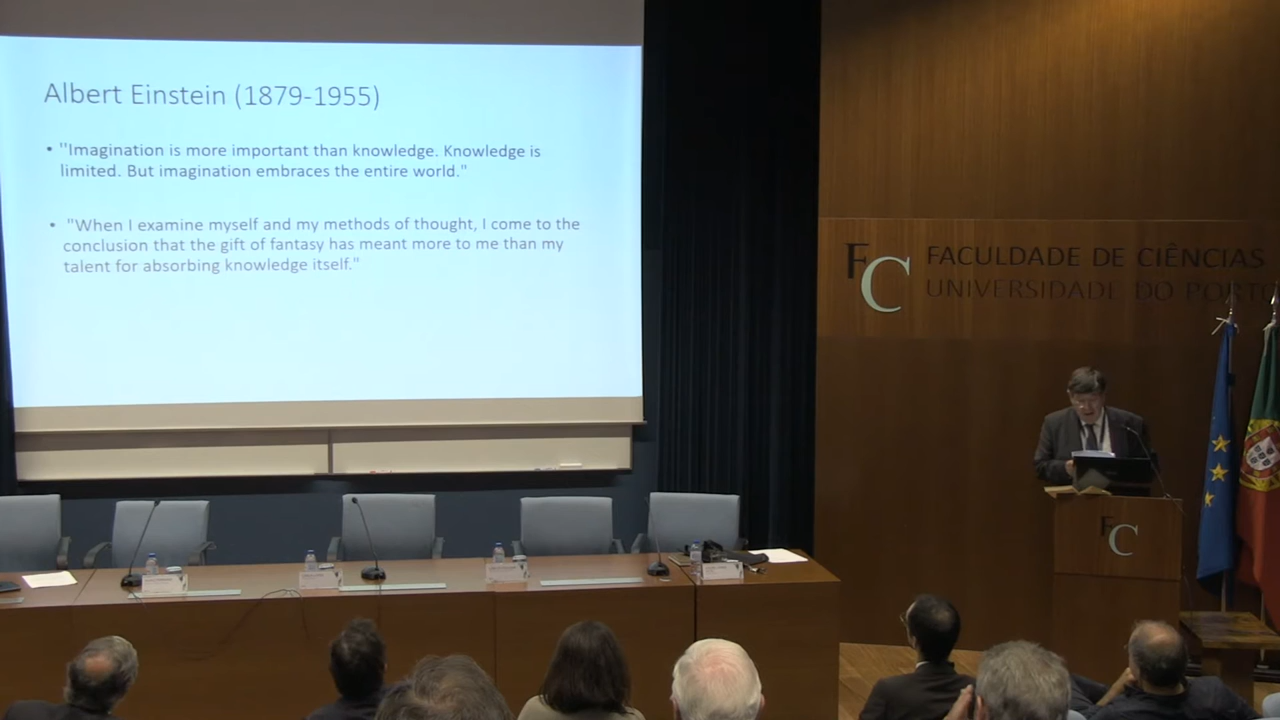 Albert Einstein (1879-1955)
• "Imagination is more important than knowledge. Knowledge is
limited. But imagination embraces the entire world."
• "When I examine myself and my methods of thought, I come to the
conclusion that the gift of fantasy has meant more to me than my
talent for absorbing knowledge itself."
FC
FACULDADE DE CIÊNCIAS
UNIVERSIDADE DO PORTO
FC